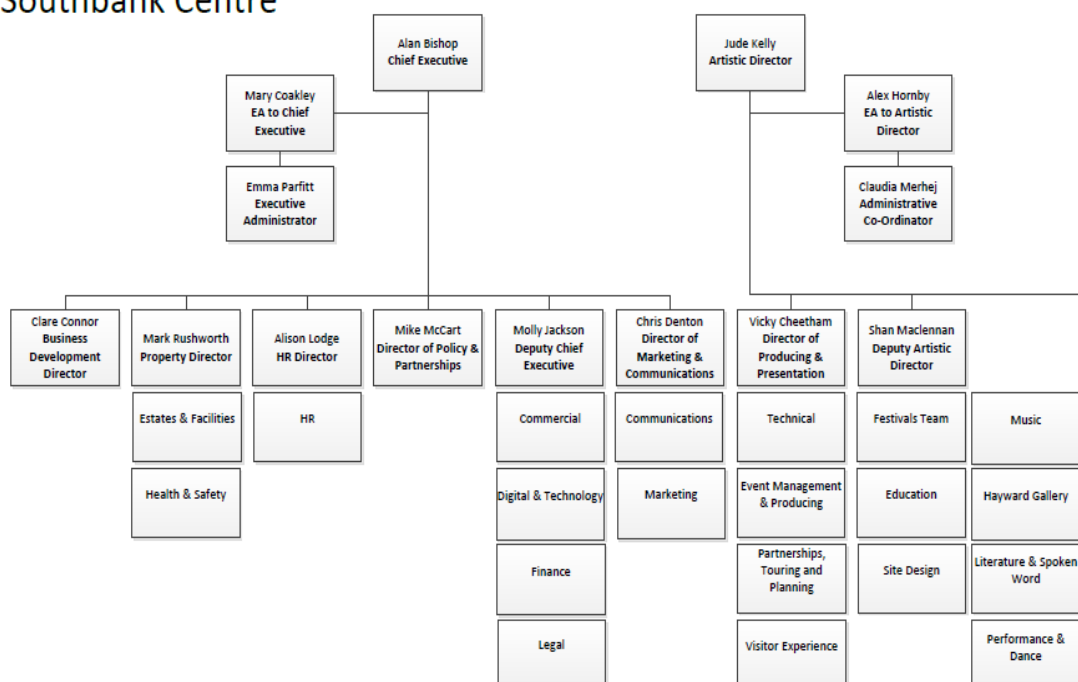 Southbank Centre
Alan Bishop
Chief Executive
Jude Kelly
Artistic Director
Mary Coakley
EA to Chief
Executive
Alex Hornby
EA to Artistic
Director
Emma Parfitt
Executive
Administrator
Claudia Merhej
Administrative
Co-Ordinator
Clare Connor
Business
Development
Director
Mark Rushworth
Property Director
Alison Lodge
HR Director
Mike McCart
Director of Policy &
Partnerships
Molly Jackson
Deputy Chief
Executive
Chris Denton
Director of
Marketing &
Communications
Vicky Cheetham
Director of
Producing &
Presentation
Shan Maclennan
Deputy Artistic
Director
Estates & Facilities
HR
Commercial
Communications
Technical
Festivals Team
Music
Health & Safety
Digital & Technology
Marketing
Event Management
& Producing
Education
Hayward Gallery
Finance
Partnerships,
Touring and
Planning
Site Design
Literature & Spoken
Word
Legal
Visitor Experience
Performance &
Dance